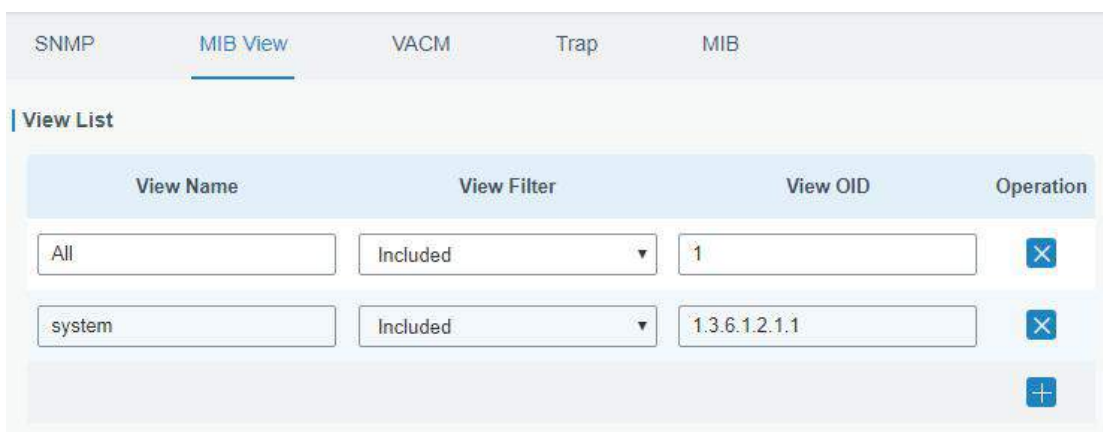 SNMP MIB View VACM Trap MIB
View List
View Name View Filter View OID Operation
All Included 1
system Included 1.3.6.1.2.1.1